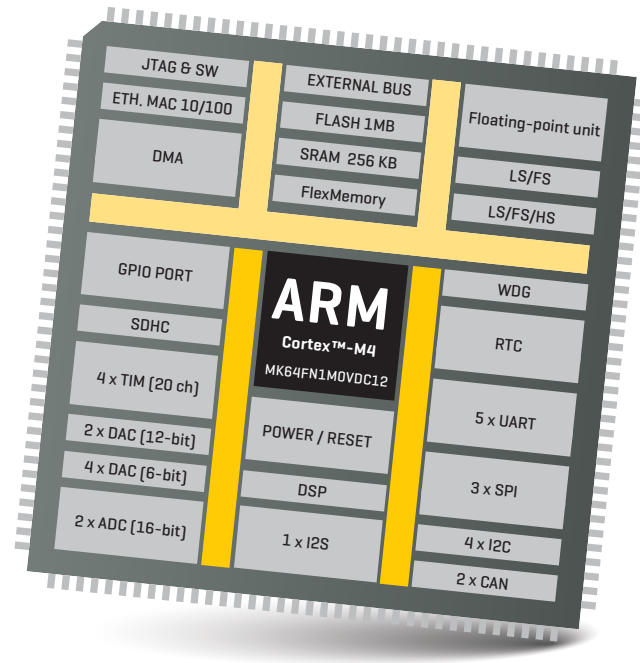 JTAG & SW
ETH. MAC 10/100
DMA
EXTERNAL BUS
FLASH 1MB
SRAM 256 KB
FlexMemory
Floating-point unit
LS/FS
LS/FS/HS
GPIO PORT
SDHC
4 x TIM (20 ch)
2 x DAC (12-bit)
4 x DAC (6-bit)
2 x ADC (16-bit)
ARM
Cortex™-M4
MK64FN1M0VDC12
POWER / RESET
DSP
1 x I2S
WDG
RTC
5 x UART
3 x SPI
4 x I2C
2 x CAN